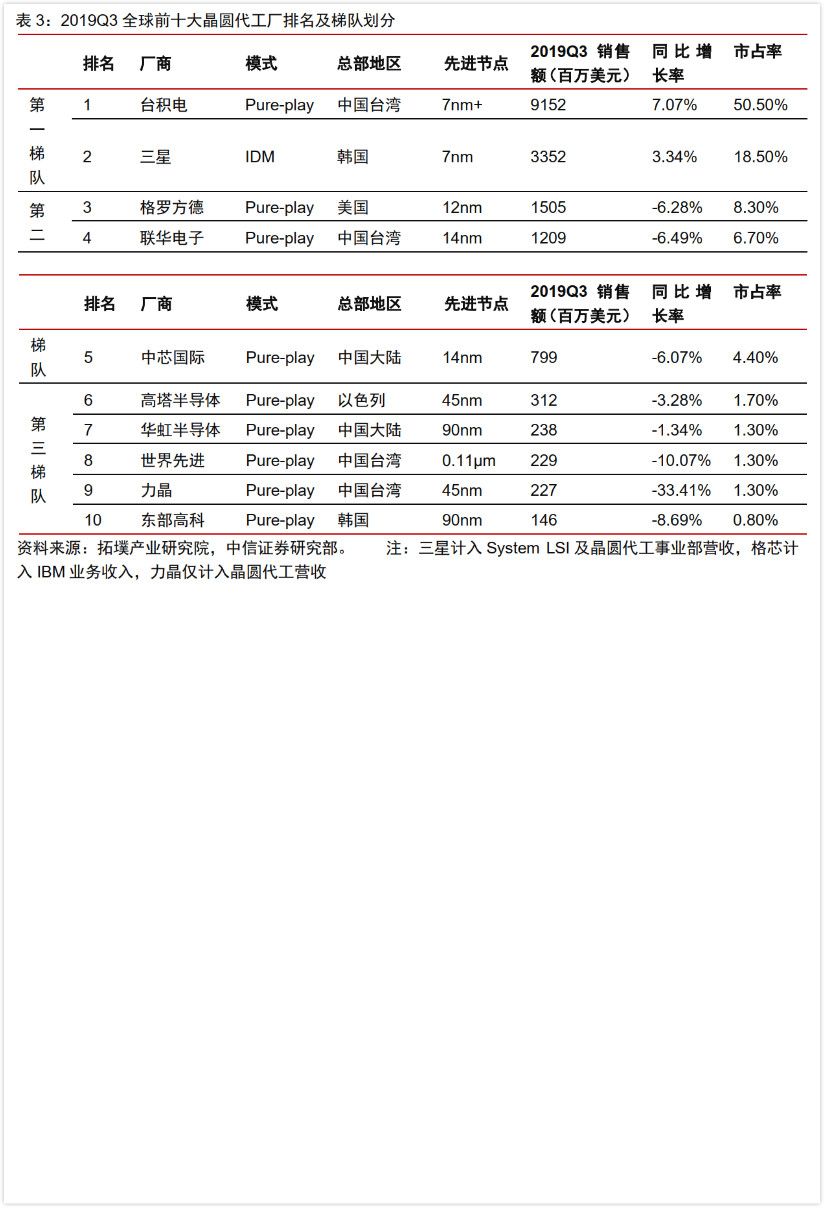 表 3：2019Q3 全球前十大晶圆代工厂排名及梯队划分
排名 厂商 模式 总部地区 先进节点 2019Q3 销售额（百万美元） 同比增长率 市占率
第一梯队
1 台积电 Pure-play 中国台湾 7nm+ 9152 7.07% 50.50%
2 三星 IDM 韩国 7nm 3352 3.34% 18.50%
第二
3 格罗方德 Pure-play 美国 12nm 1505 -6.28% 8.30%
4 联华电子 Pure-play 中国台湾 14nm 1209 -6.49% 6.70%
排名 厂商 模式 总部地区 先进节点 2019Q3 销售额（百万美元） 同比增长率 市占率
梯队
5 中芯国际 Pure-play 中国大陆 14nm 799 -6.07% 4.40%
第三梯队
6 高塔半导体 Pure-play 以色列 45nm 312 -3.28% 1.70%
7 华虹半导体 Pure-play 中国大陆 90nm 238 -1.34% 1.30%
8 世界先进 Pure-play 中国台湾 0.11μm 229 -10.07% 1.30%
9 力晶 Pure-play 中国台湾 45nm 227 -33.41% 1.30%
10 东部高科 Pure-play 韩国 90nm 146 -8.69% 0.80%
资料来源：拓墣产业研究院，中信证券研究部。 注：三星计入 System LSI 及晶圆代工事业部营收，格芯计
入 IBM 业务收入，力晶仅计入晶圆代工营收